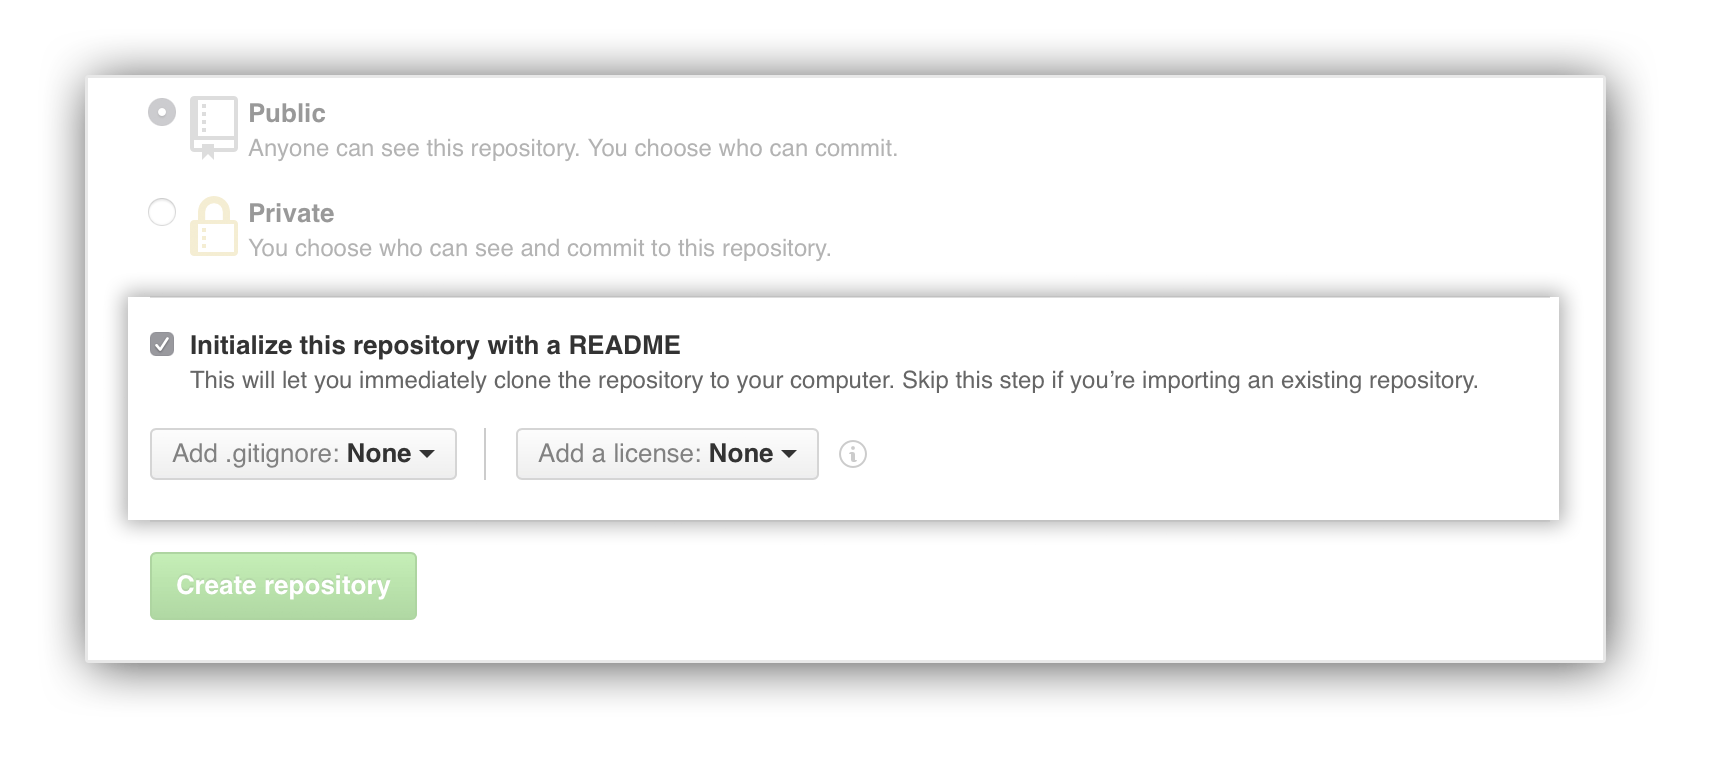 Public
Anyone can see this repository. You choose who can commit.
Private
You choose who can see and commit to this repository.
Initialize this repository with a README
This will let you immediately clone the repository to your computer. Skip this step if you’re importing an existing repository.
Add .gitignore: None
Add a license: None
Create repository